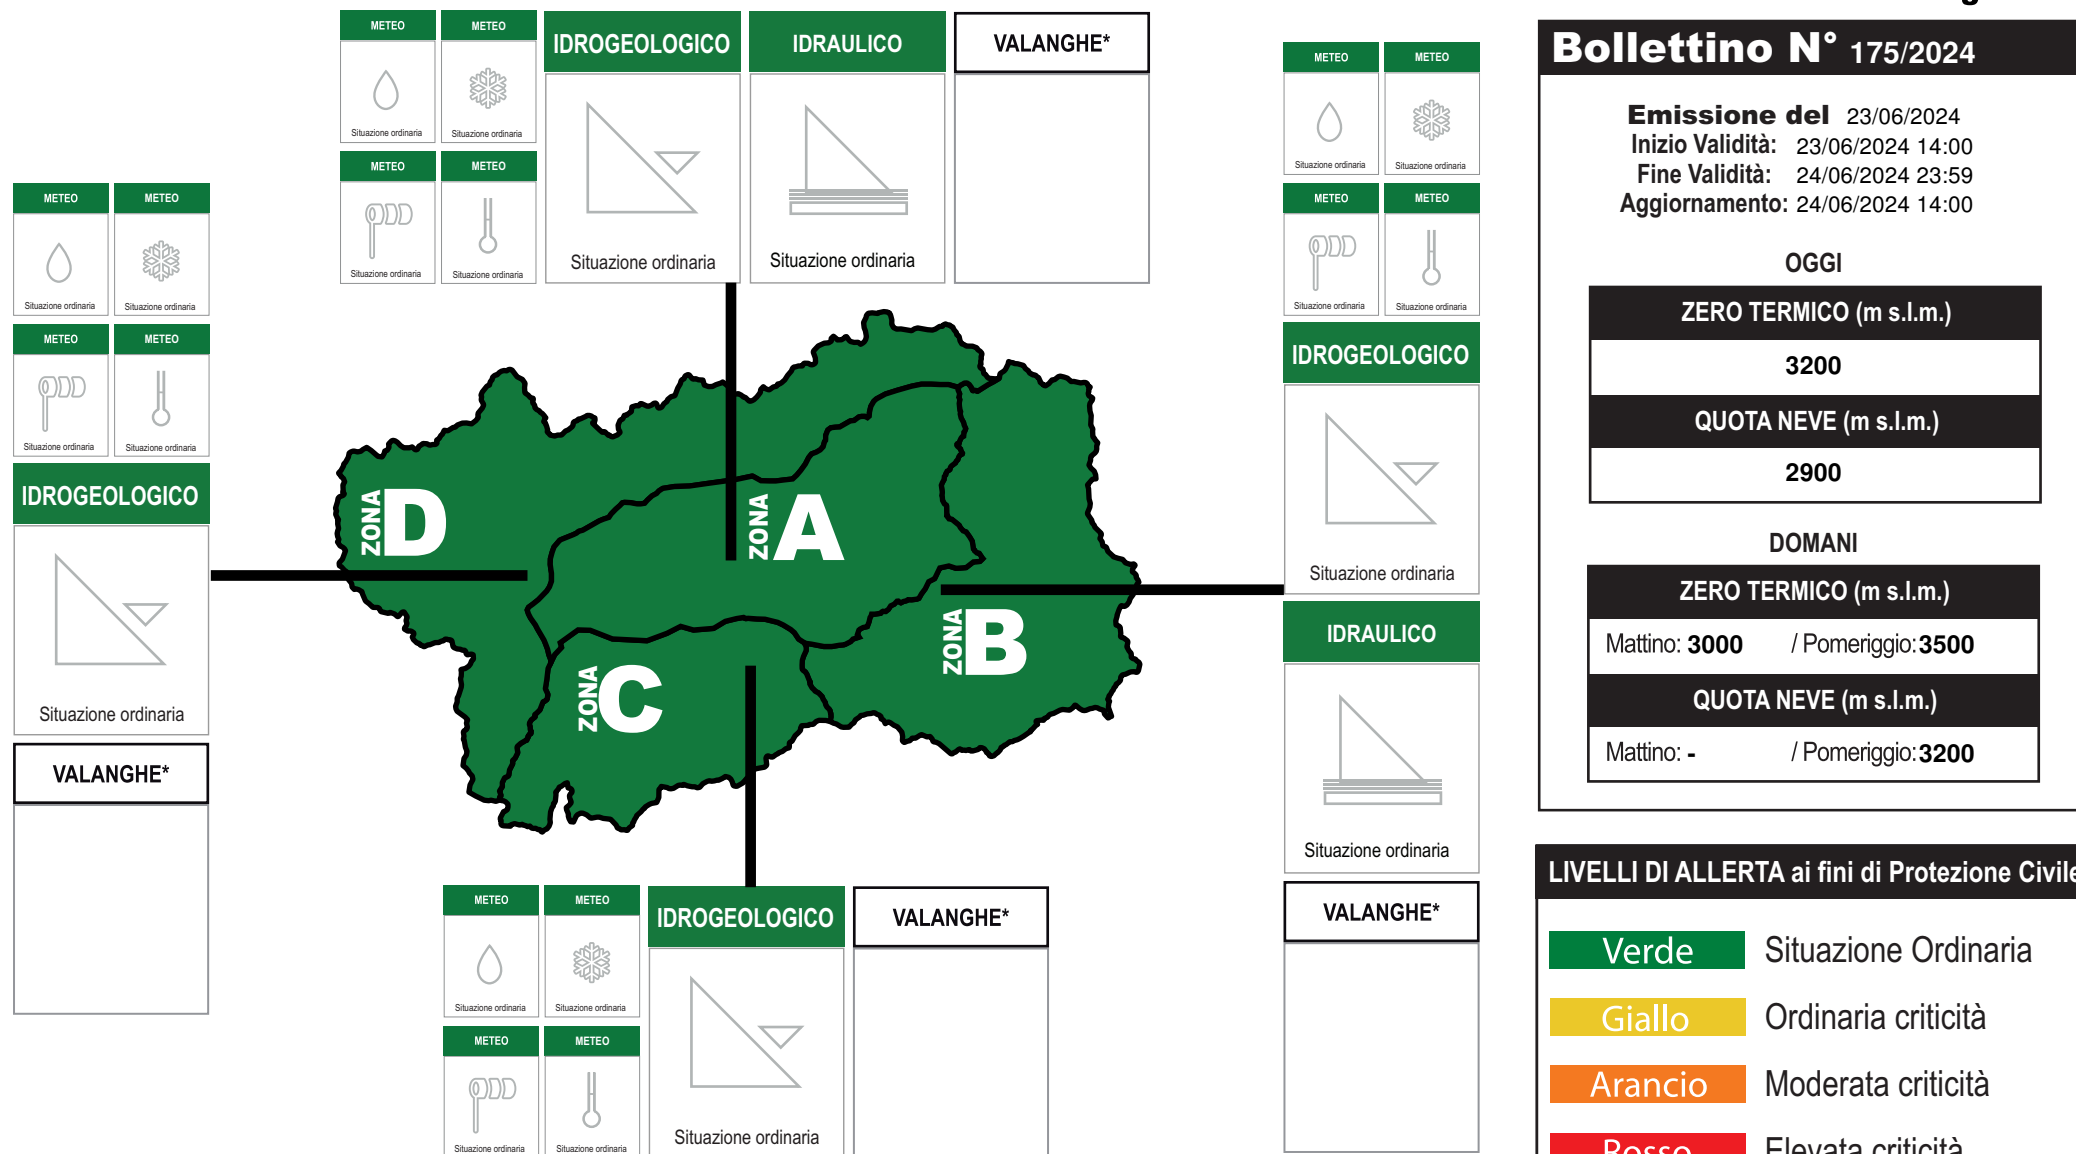 METEO
METEO
Situazione ordinaria
Situazione ordinaria
METEO
METEO
Situazione ordinaria
Situazione ordinaria
IDROGEOLOGICO
Situazione ordinaria
IDRAULICO
Situazione ordinaria
VALANGHE*
METEO
METEO
Situazione ordinaria
Situazione ordinaria
METEO
METEO
Situazione ordinaria
Situazione ordinaria
IDROGEOLOGICO
Situazione ordinaria
VALANGHE*
ZONA D
ZONA A
ZONA B
ZONA C
METEO
METEO
Situazione ordinaria
Situazione ordinaria
METEO
METEO
Situazione ordinaria
Situazione ordinaria
IDROGEOLOGICO
Situazione ordinaria
IDRAULICO
Situazione ordinaria
VALANGHE*
METEO
METEO
Situazione ordinaria
Situazione ordinaria
METEO
METEO
Situazione ordinaria
Situazione ordinaria
IDROGEOLOGICO
Situazione ordinaria
VALANGHE*
Bollettino N° 175/2024
Emissione del 23/06/2024
Inizio Validità: 23/06/2024 14:00
Fine Validità: 24/06/2024 23:59
Aggiornamento: 24/06/2024 14:00
OGGI
ZERO TERMICO (m s.l.m.)
3200
QUOTA NEVE (m s.l.m.)
2900
DOMANI
ZERO TERMICO (m s.l.m.)
Mattino: 3000 / Pomeriggio: 3500
QUOTA NEVE (m s.l.m.)
Mattino: - / Pomeriggio: 3200
LIVELLI DI ALLERTA ai fini di Protezione Civile
Verde Situazione Ordinaria
Giallo Ordinaria criticità
Arancio Moderata criticità
Rosso Elevata criticità